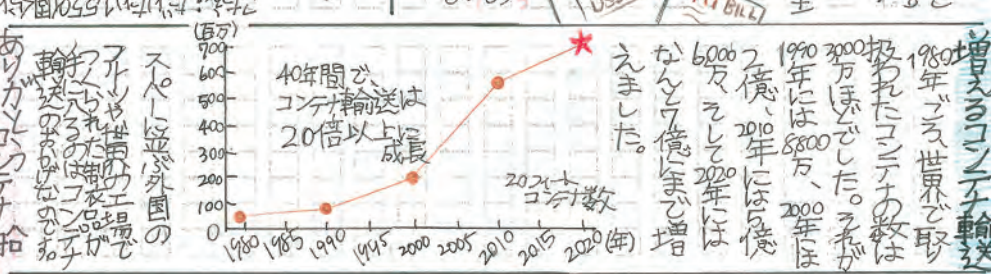 USD
BILL
増えるコンテナ輸送
1980年ごろ、世界で取り
扱われたコンテナの数は
3000万ほどでした。それが
1990年には8800万、2000年には
2億、2010年には5億
6000万、そして2020年には
なんと7億にまで増
えました。
(百万)
700
600
500
400
300
200
100
40年間で、
コンテナ輸送は
20倍以上に
成長
20フィート
コンテナ数
1980 1985 1990 1995 2000 2005 2010 2015 2020 (年)
スーパーに並ぶ外国の
フルーツや世界の工場で
つくられた製品が
手に入るのはコンテナ
輸送のおかげなのです。
ありがとうコンテナ